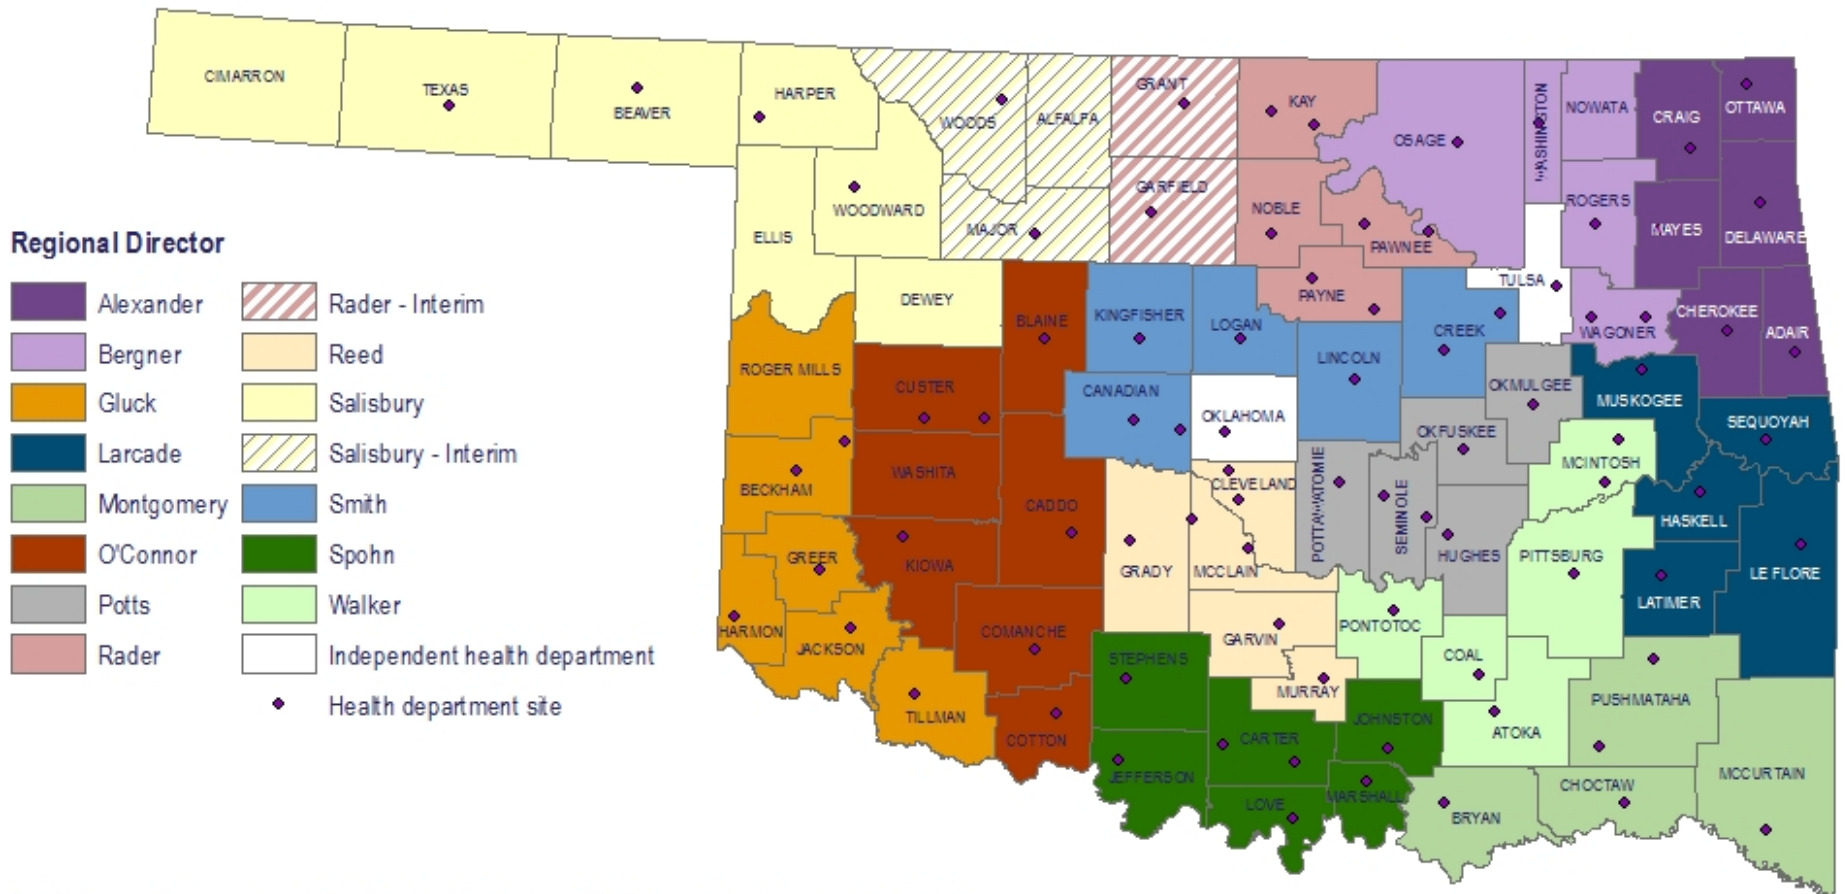 CIMARRON
TEXAS
BEAVER
HARPER
WOODS
ALFALFA
GRANT
KAY
OSAGE
WASHINGTON
NOWATA
CRAIG
OTTAWA
ELLIS
WOODWARD
MAJOR
GARFIELD
NOBLE
PAWNEE
ROGERS
MAYES
DELAWARE
Regional Director
Alexander
Bergner
Gluck
Larcade
Montgomery
O'Connor
Potts
Rader
Rader - Interim
Reed
Salisbury
Salisbury - Interim
Smith
Spohn
Walker
Independent health department
Health department site
DEWEY
BLAINE
KINGFISHER
LOGAN
PAYNE
CREEK
TULSA
WAGONER
CHEROKEE
ADAIR
ROGER MILLS
CUSTER
CANADIAN
OKLAHOMA
LINCOLN
OKMULGEE
MUSKOGEE
SEQUOYAH
BECKHAM
WASHITA
CADDO
CLEVELAND
POTTAWATOMIE
SEMINOLE
OKFUSKEE
MCINTOSH
HASKELL
GREER
KIOWA
GRADY
MCCLAIN
HUGHES
PITTSBURG
LATIMER
LE FLORE
HARMON
JACKSON
COMANCHE
GARVIN
PONTOTOC
TILLMAN
COTTON
STEPHENS
MURRAY
COAL
JOHNSTON
ATOKA
PUSHMATAHA
JEFFERSON
CARTER
LOVE
MARSHALL
BRYAN
CHOCTAW
MCCURTAIN